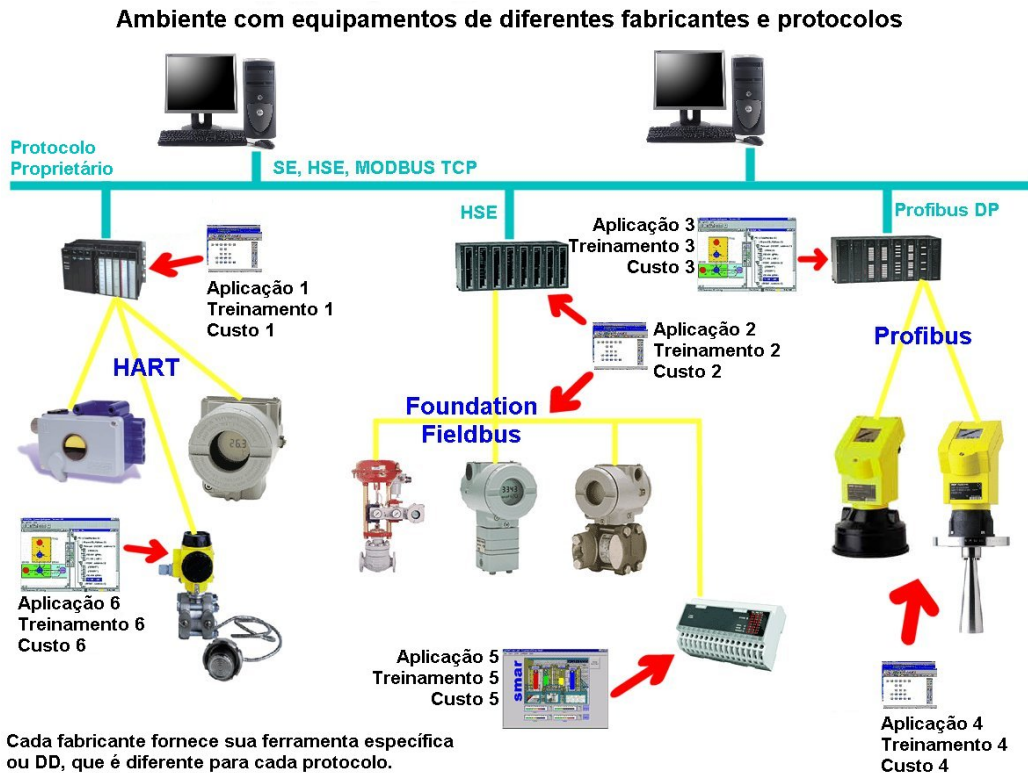 Ambiente com equipamentos de diferentes fabricantes e protocolos
Protocolo
Proprietário
SE, HSE, MODBUS TCP
HSE
Profibus DP
Aplicação 1
Treinamento 1
Custo 1
Aplicação 3
Treinamento 3
Custo 3
Aplicação 2
Treinamento 2
Custo 2
HART
Foundation
Fieldbus
Profibus
26.3
Aplicação 6
Treinamento 6
Custo 6
Aplicação 5
Treinamento 5
Custo 5
smar
Aplicação 4
Treinamento 4
Custo 4
Cada fabricante fornece sua ferramenta específica
ou DD, que é diferente para cada protocolo.